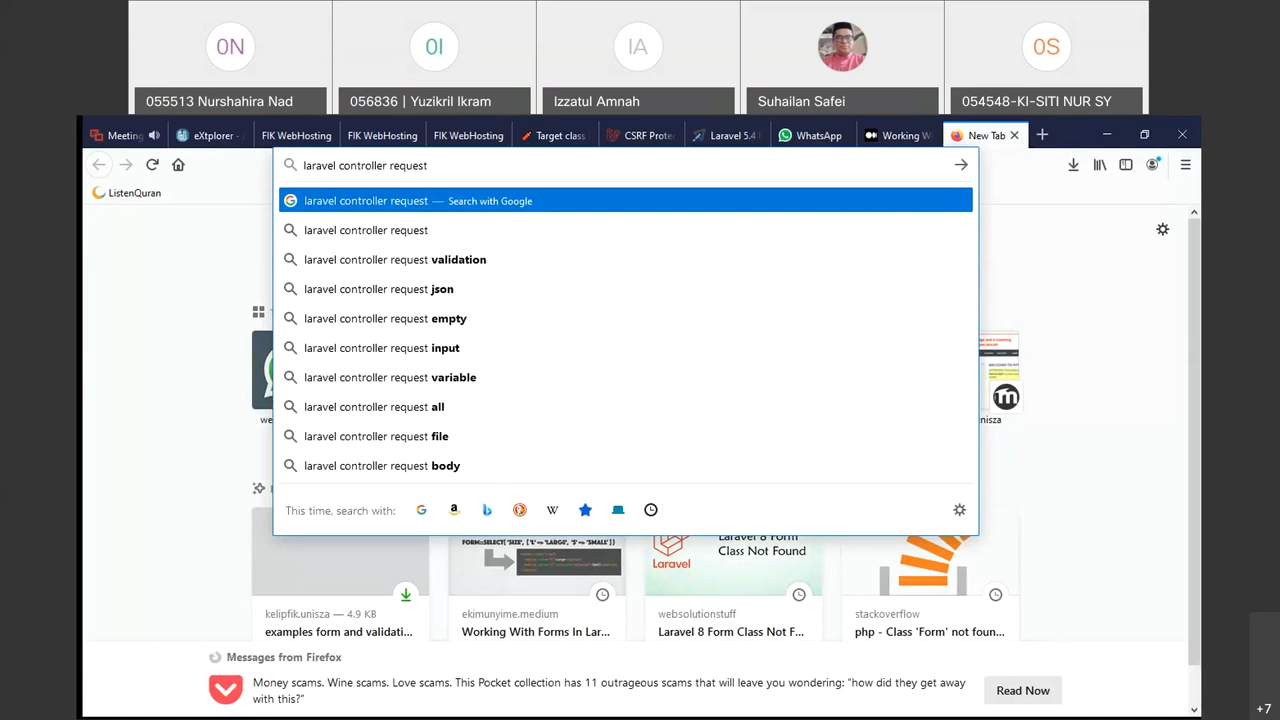 0N
0I
IA
0S
055513 Nurshahira Nad
056836 | Yuzikril Ikram
Izzatul Amnah
Suhailan Safei
054548-KI-SITI NUR SY
Meeting
eXtplorer -
FIK WebHosting
FIK WebHosting
FIK WebHosting
Target class
CSRF Prote
Laravel 5.4
WhatsApp
Working W
New Tab
laravel controller request
ListenQuran
laravel controller request — Search with Google
laravel controller request
laravel controller request validation
laravel controller request json
laravel controller request empty
laravel controller request input
laravel controller request variable
laravel controller request all
laravel controller request file
laravel controller request body
we
nisza
This time, search with:
FORM::SELECT('SIZE', ['L'=>'LARGE', 'S'=>'SMALL'])
Laravel
Laravel 8 Form
Class Not Found
kelipfik.unisza — 4.9 KB
examples form and validati...
ekimunyime.medium
Working With Forms In Lar...
websolutionstuff
Laravel 8 Form Class Not F...
stackoverflow
php - Class 'Form' not foun...
Messages from Firefox
Money scams. Wine scams. Love scams. This Pocket collection has 11 outrageous scams that will leave you wondering: "how did they get away
with this?"
Read Now
+7